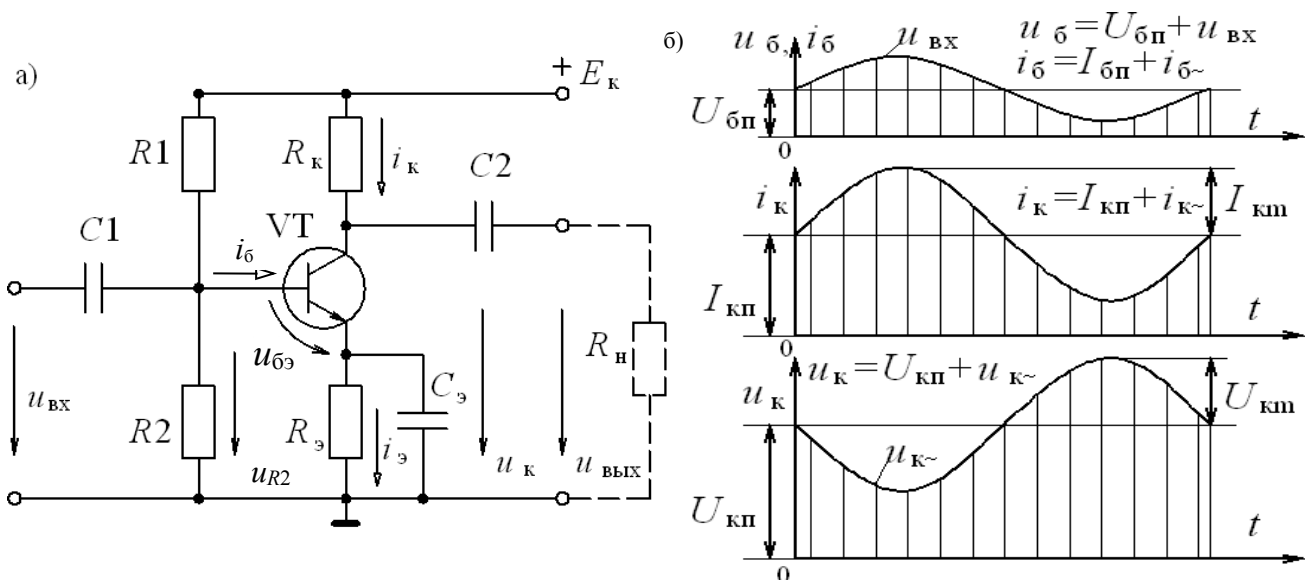 а)
+ Eк
R1
Rк
iк
C2
VT
C1
iб
uбэ
Rн
uвх
R2
Rэ
Cэ
iэ
uR2
uк
uвых
б)
uб, iб
uвх
uб=Uбп+uвх
iб=Iбп+iб~
Uбп
t
0
iк
iк=Iкп+iк~
Iкm
Iкп
t
0
uк
uк=Uкп+uк~
Uкm
uк~
Uкп
t
0